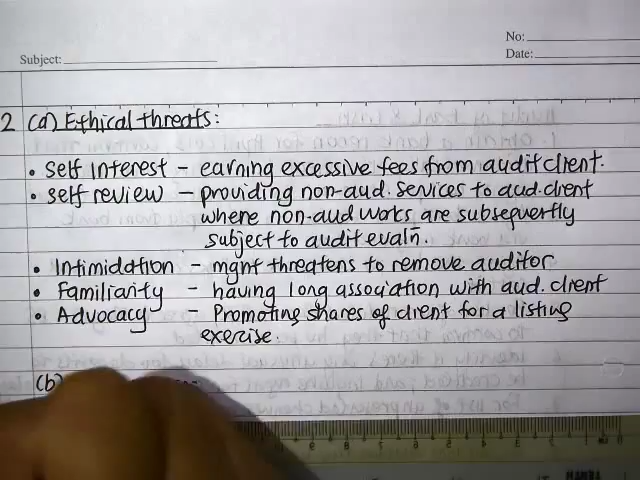 No:
Subject: Date:
2 (a) Ethical threats:
• Self Interest – earning excessive fees from audit client.
• self review – providing non-aud. services to aud. client
where non-aud works are subsequently
subject to audit evaln.
• Intimidation – mgnt threatens to remove auditor
• Familiarity – having long association with aud. client
• Advocacy – Promoting shares of client for a listing
exerise.
(b)